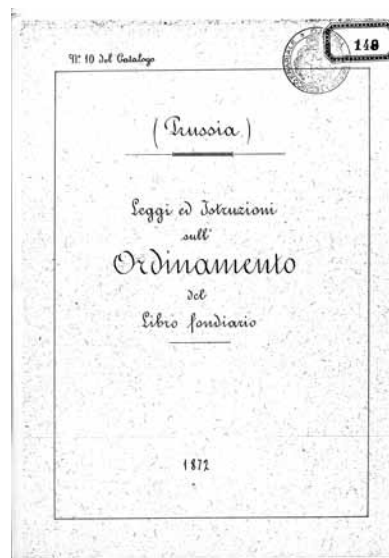 N.º 10 del Catalogo
148
(Prussia)
Leggi ed Istruzioni
sull'
Ordinamento
del
Libro fondiario
1872